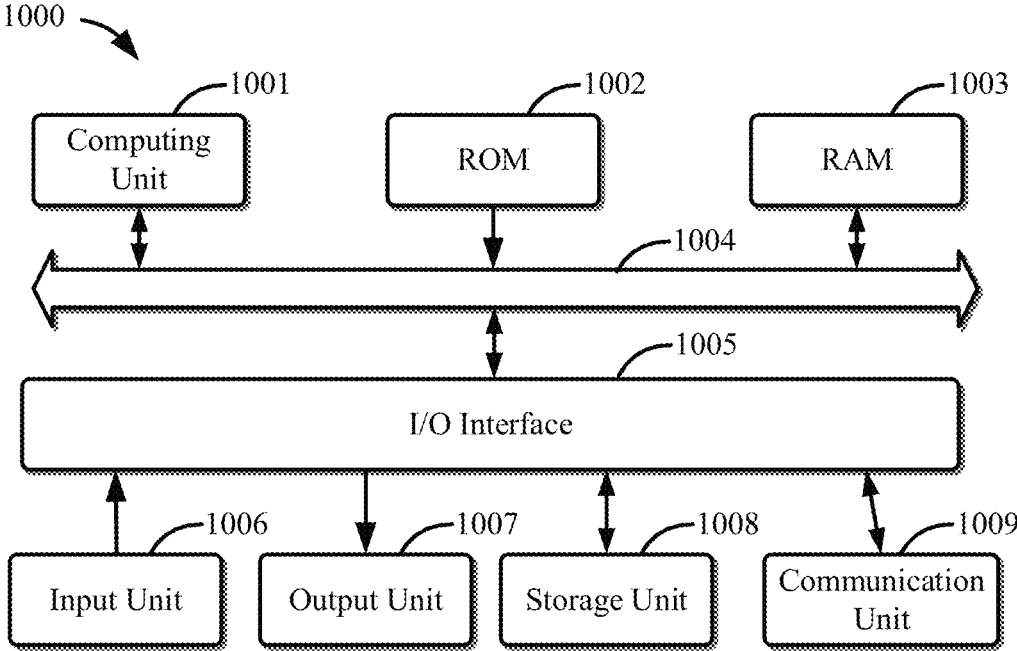 1000
1001
1002
1003
Computing
Unit
ROM
RAM
1004
1005
I/O Interface
1006
1007
1008
1009
Input Unit
Output Unit
Storage Unit
Communication
Unit